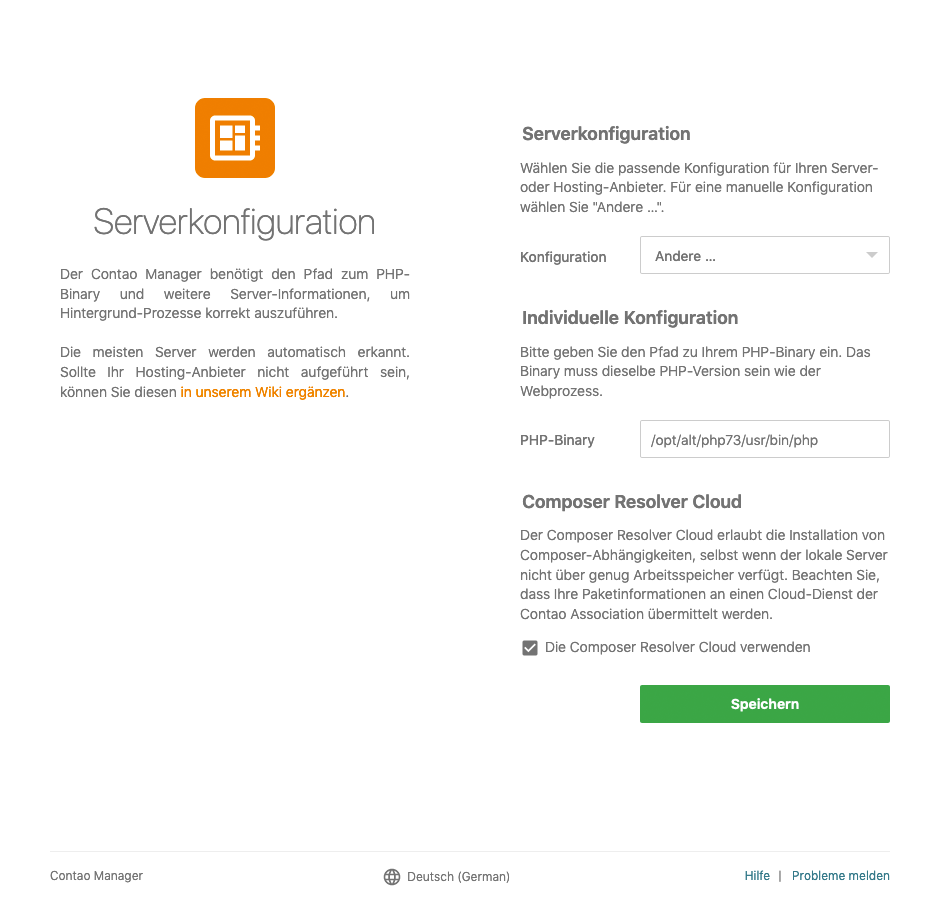 Serverkonfiguration
Der Contao Manager benötigt den Pfad zum PHP-
Binary und weitere Server-Informationen, um
Hintergrund-Prozesse korrekt auszuführen.
Die meisten Server werden automatisch erkannt.
Sollte Ihr Hosting-Anbieter nicht aufgeführt sein,
können Sie diesen in unserem Wiki ergänzen.
Serverkonfiguration
Wählen Sie die passende Konfiguration für Ihren Server-
oder Hosting-Anbieter. Für eine manuelle Konfiguration
wählen Sie "Andere ...".
Konfiguration
Andere ...
Individuelle Konfiguration
Bitte geben Sie den Pfad zu Ihrem PHP-Binary ein. Das
Binary muss dieselbe PHP-Version sein wie der
Webprozess.
PHP-Binary
/opt/alt/php73/usr/bin/php
Composer Resolver Cloud
Der Composer Resolver Cloud erlaubt die Installation von
Composer-Abhängigkeiten, selbst wenn der lokale Server
nicht über genug Arbeitsspeicher verfügt. Beachten Sie,
dass Ihre Paketinformationen an einen Cloud-Dienst der
Contao Association übermittelt werden.
Die Composer Resolver Cloud verwenden
Speichern
Contao Manager
Deutsch (German)
Hilfe | Probleme melden